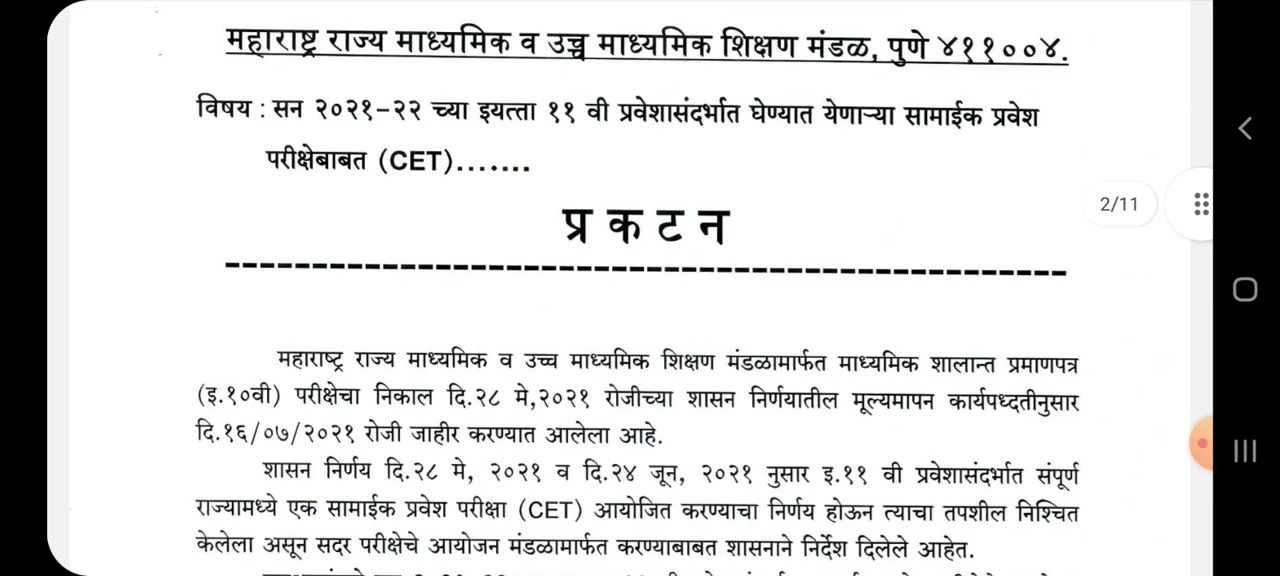 महाराष्ट्र राज्य माध्यमिक व उच्च माध्यमिक शिक्षण मंडळ, पुणे ४११००४.
विषय : सन २०२१-२२ च्या इयत्ता ११ वी प्रवेशासंदर्भात घेण्यात येणाऱ्या सामाईक प्रवेश
परीक्षेबाबत (CET).......
2/11
प्र क ट न
महाराष्ट्र राज्य माध्यमिक व उच्च माध्यमिक शिक्षण मंडळामार्फत माध्यमिक शालान्त प्रमाणपत्र
(इ.१०वी) परीक्षेचा निकाल दि.२८ मे,२०२१ रोजीच्या शासन निर्णयातील मूल्यमापन कार्यपध्दतीनुसार
दि.१६/०७/२०२१ रोजी जाहीर करण्यात आलेला आहे.
शासन निर्णय दि.२८ मे, २०२१ व दि.२४ जून, २०२१ नुसार इ.११ वी प्रवेशासंदर्भात संपूर्ण
राज्यामध्ये एक सामाईक प्रवेश परीक्षा (CET) आयोजित करण्याचा निर्णय होऊन त्याचा तपशील निश्चित
केलेला असून सदर परीक्षेचे आयोजन मंडळामार्फत करण्याबाबत शासनाने निर्देश दिलेले आहेत.